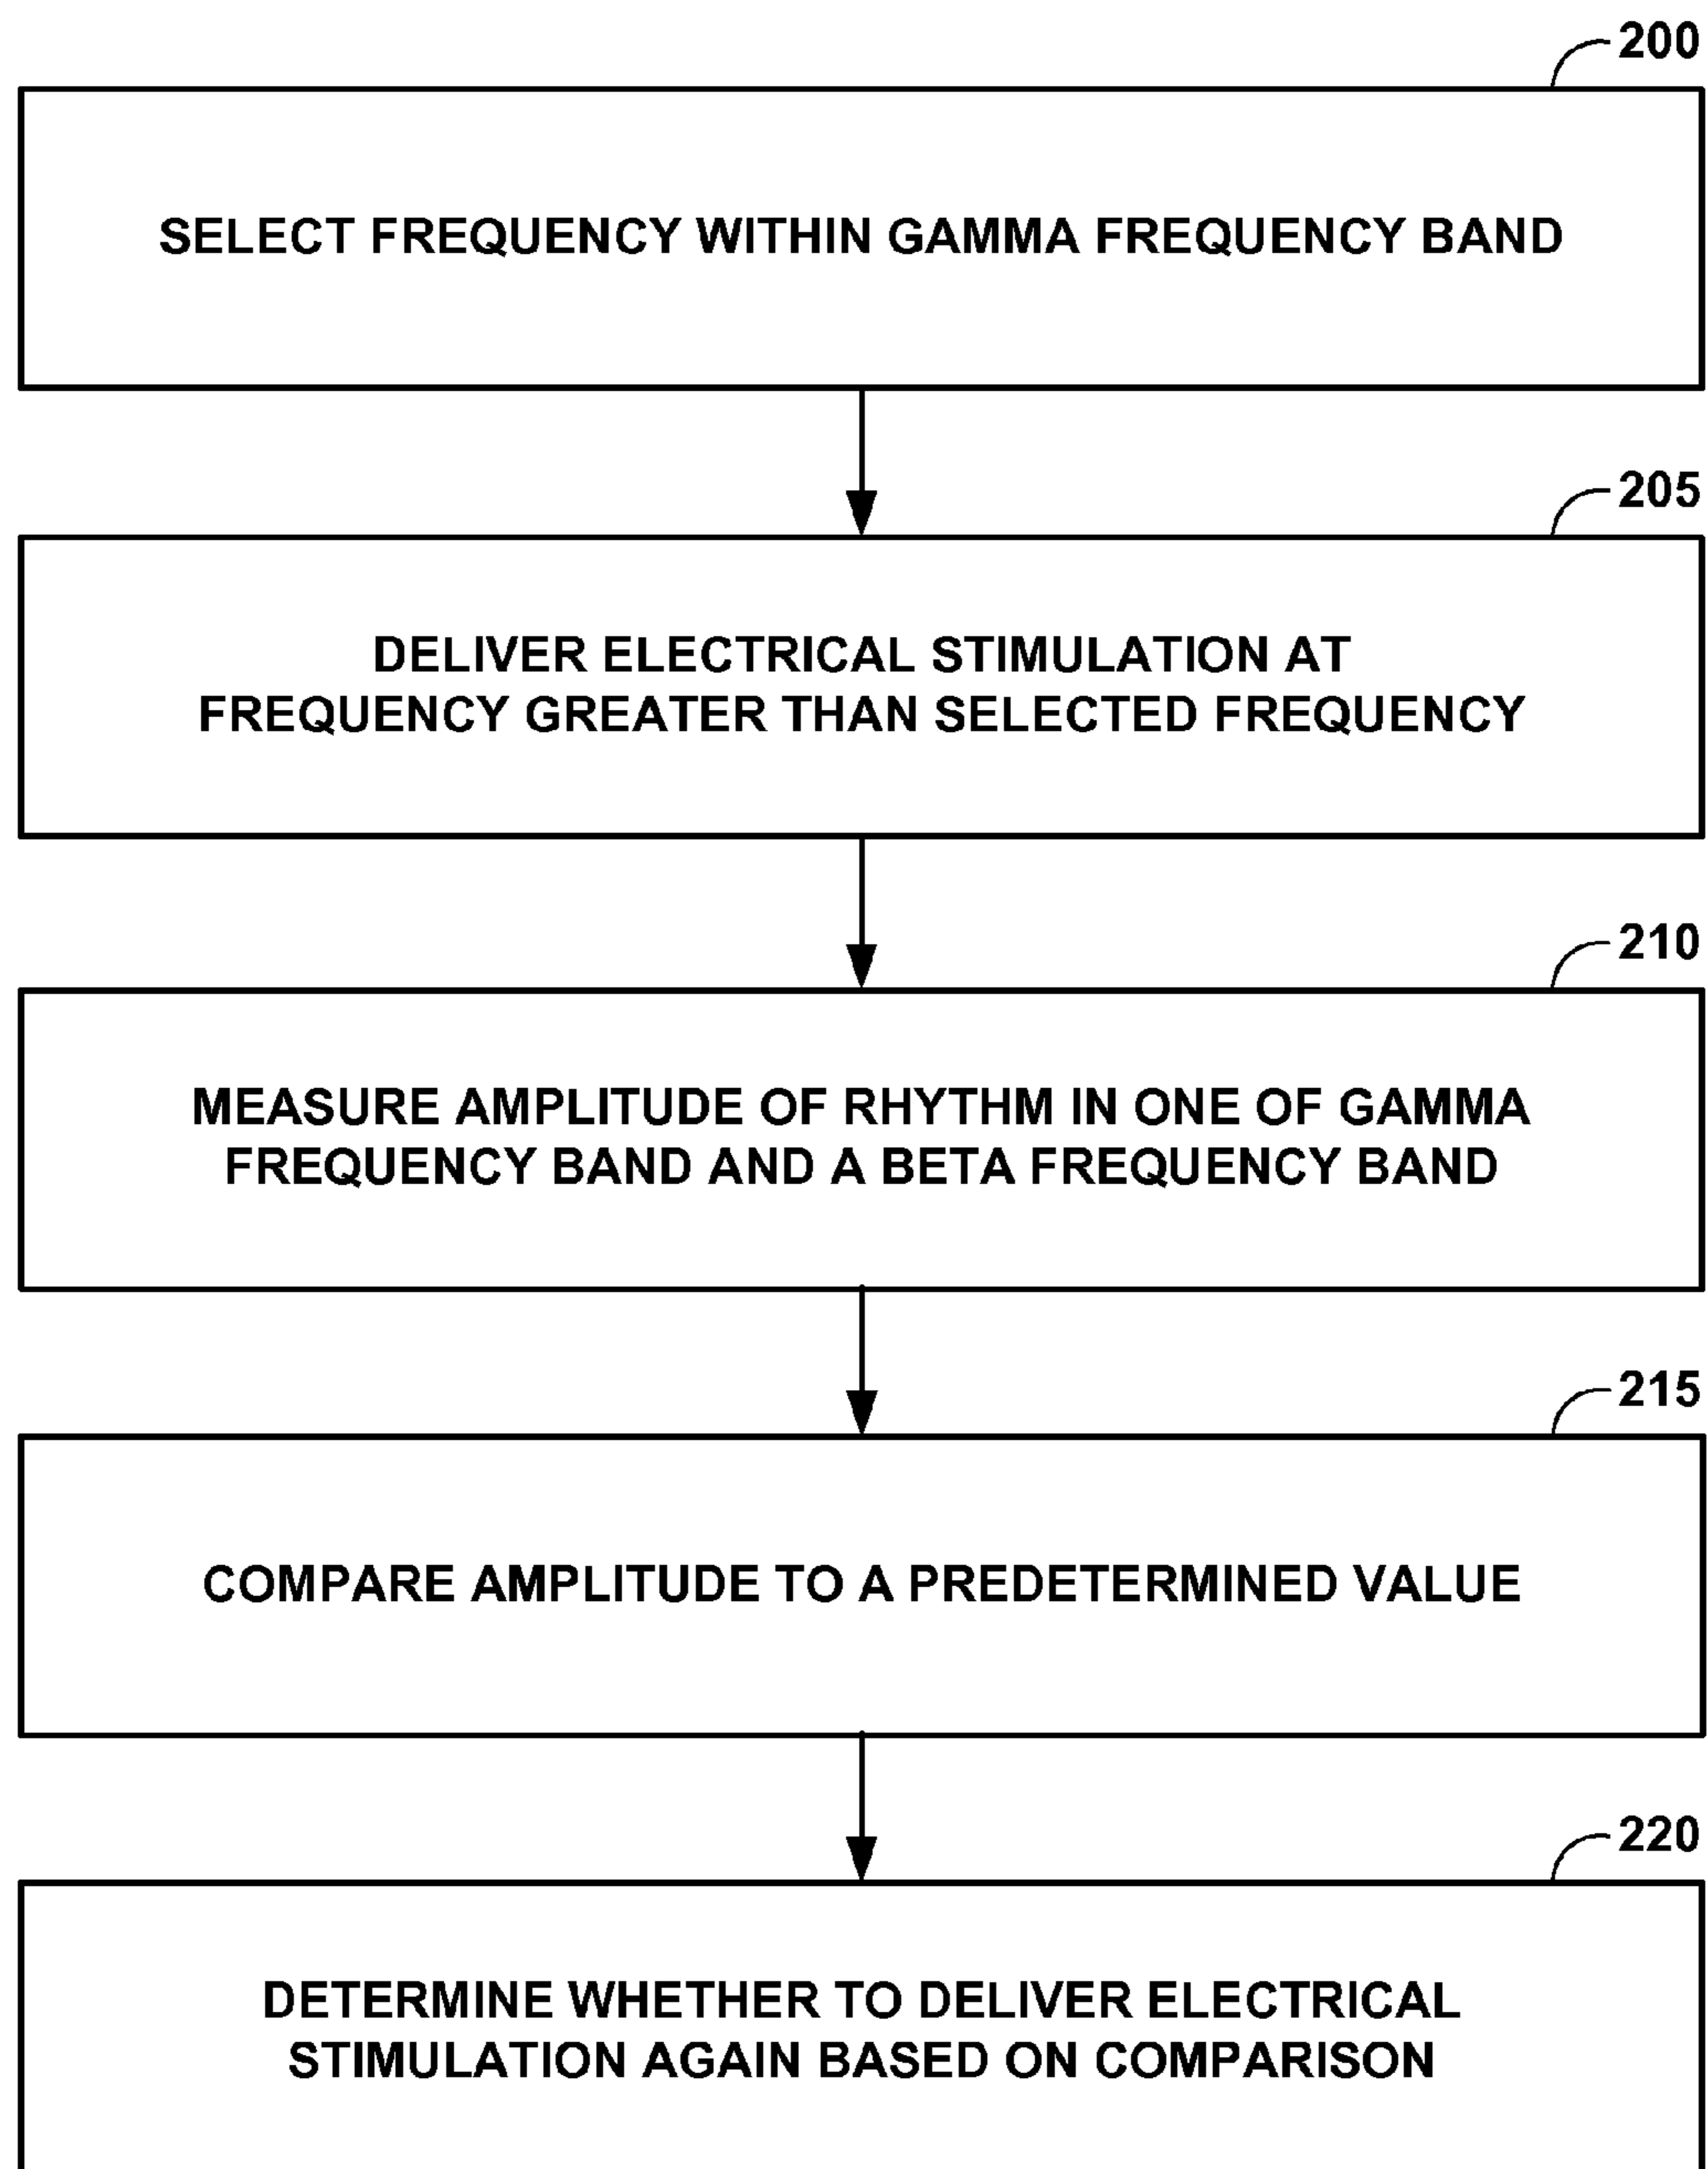 200
SELECT FREQUENCY WITHIN GAMMA FREQUENCY BAND
205
DELIVER ELECTRICAL STIMULATION AT
FREQUENCY GREATER THAN SELECTED FREQUENCY
210
MEASURE AMPLITUDE OF RHYTHM IN ONE OF GAMMA
FREQUENCY BAND AND A BETA FREQUENCY BAND
215
COMPARE AMPLITUDE TO A PREDETERMINED VALUE
220
DETERMINE WHETHER TO DELIVER ELECTRICAL
STIMULATION AGAIN BASED ON COMPARISON